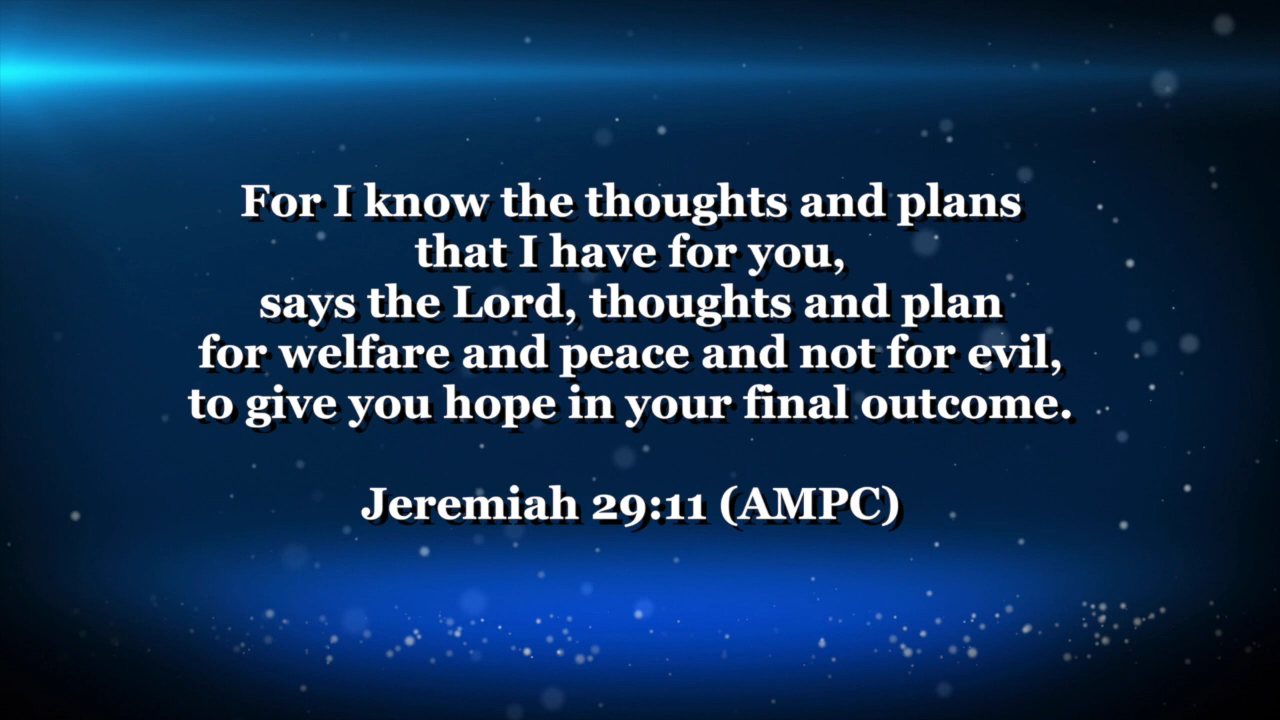 For I know the thoughts and plans
that I have for you,
says the Lord, thoughts and plan
for welfare and peace and not for evil,
to give you hope in your final outcome.
Jeremiah 29:11 (AMPC)